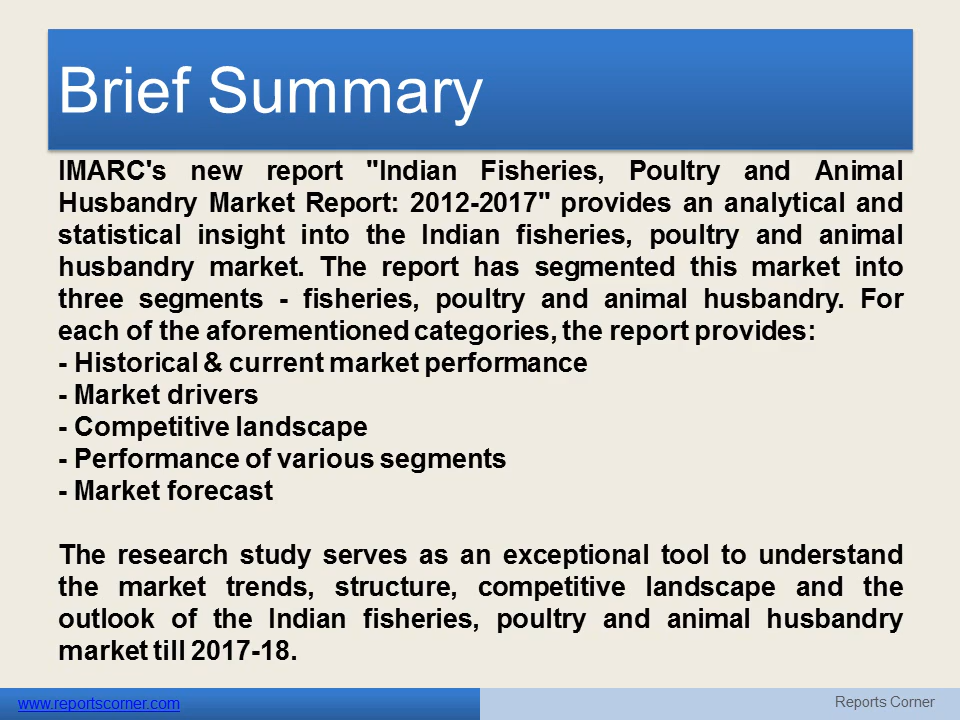 Brief Summary
IMARC's new report "Indian Fisheries, Poultry and Animal
Husbandry Market Report: 2012-2017" provides an analytical and
statistical insight into the Indian fisheries, poultry and animal
husbandry market. The report has segmented this market into
three segments - fisheries, poultry and animal husbandry. For
each of the aforementioned categories, the report provides:
- Historical & current market performance
- Market drivers
- Competitive landscape
- Performance of various segments
- Market forecast
The research study serves as an exceptional tool to understand
the market trends, structure, competitive landscape and the
outlook of the Indian fisheries, poultry and animal husbandry
market till 2017-18.
www.reportscorner.com
Reports Corner